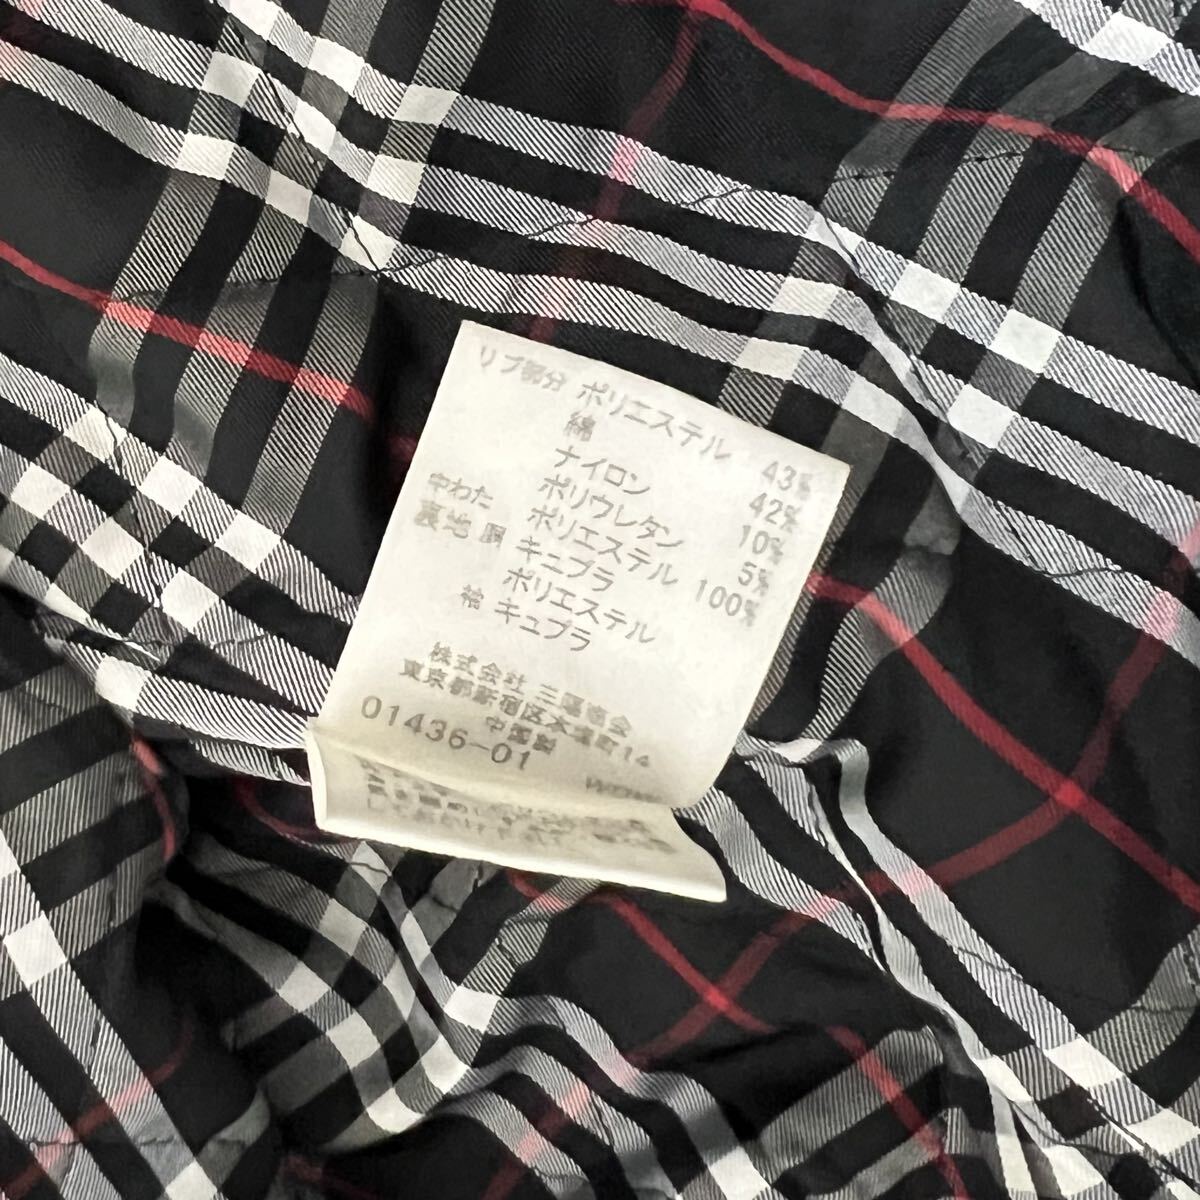 リブ部分 ポリエステル 43%
綿 42%
ナイロン 10%
ポリウレタン 5%
中わた ポリエステル 100%
裏地 胴 キュプラ
ポリエステル
袖 キュプラ
株式会社 三陽商会
東京都新宿区本塩町14
中国製
01436-01